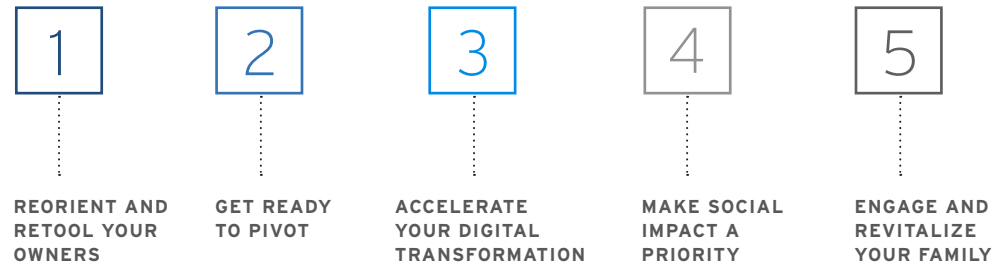 1
2
3
4
5
REORIENT AND
RETOOL YOUR
OWNERS
GET READY
TO PIVOT
ACCELERATE
YOUR DIGITAL
TRANSFORMATION
MAKE SOCIAL
IMPACT A
PRIORITY
ENGAGE AND
REVITALIZE
YOUR FAMILY